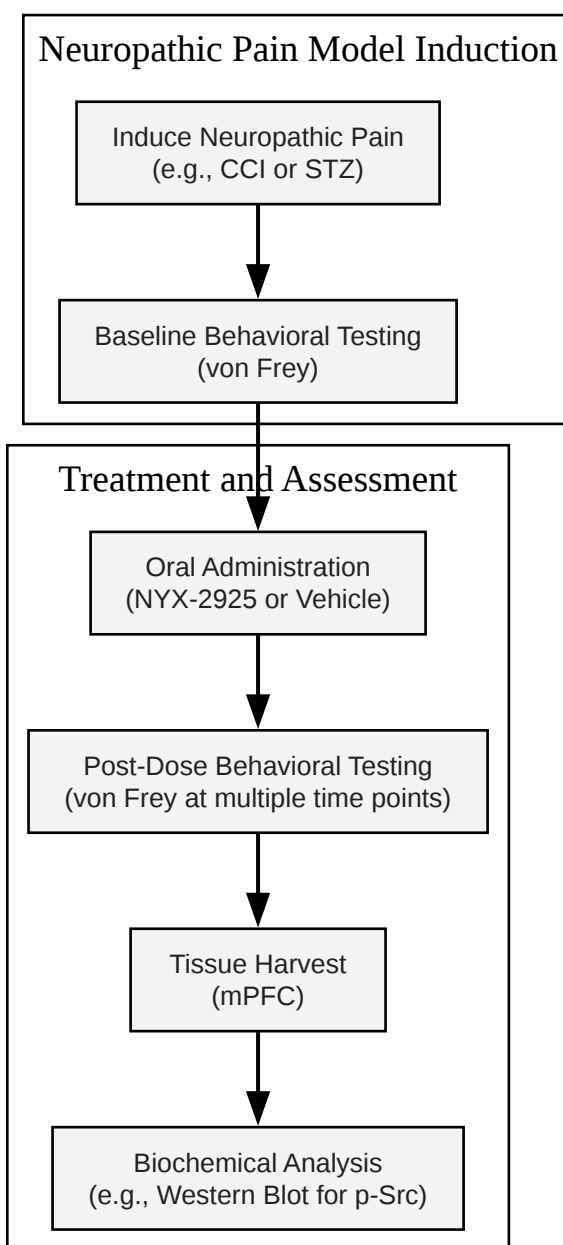 Neuropathic Pain Model Induction
Induce Neuropathic Pain
(e.g., CCI or STZ)
Baseline Behavioral Testing
(von Frey)
Treatment and Assessment
Oral Administration
(NYX-2925 or Vehicle)
Post-Dose Behavioral Testing
(von Frey at multiple time points)
Tissue Harvest
(mPFC)
Biochemical Analysis
(e.g., Western Blot for p-Src)